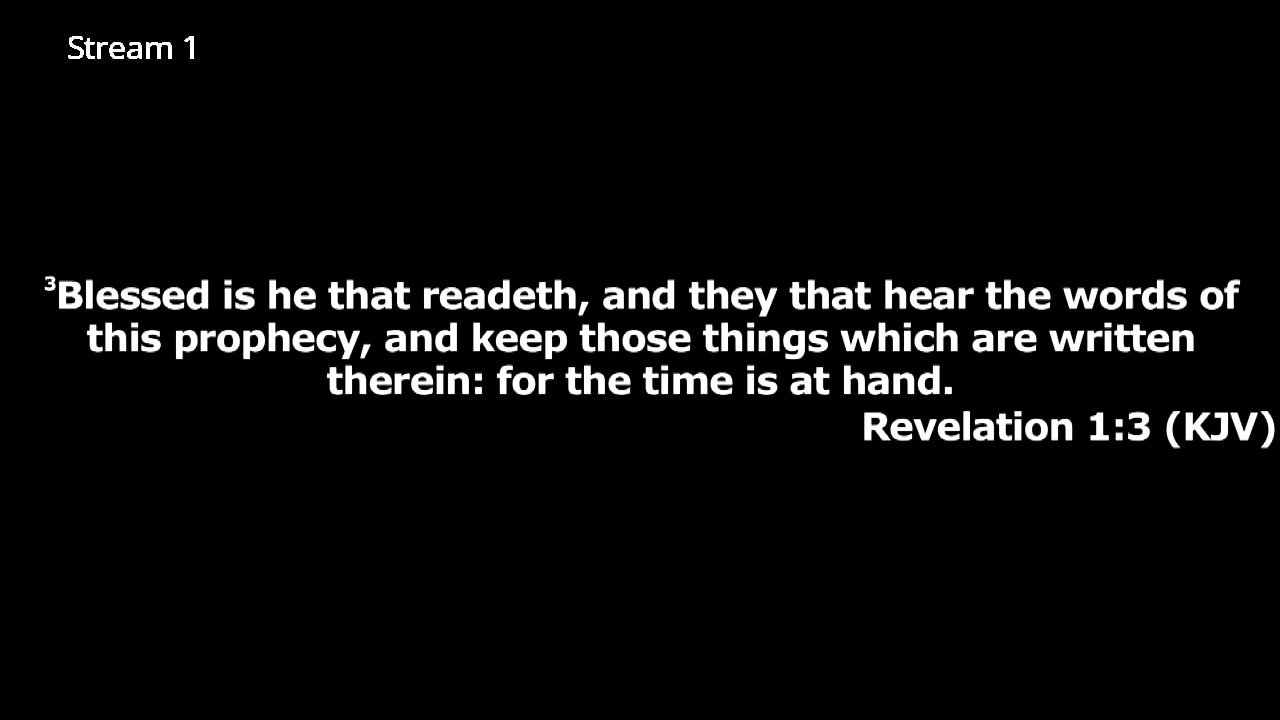 Stream 1
³Blessed is he that readeth, and they that hear the words of
this prophecy, and keep those things which are written
therein: for the time is at hand.
Revelation 1:3 (KJV)